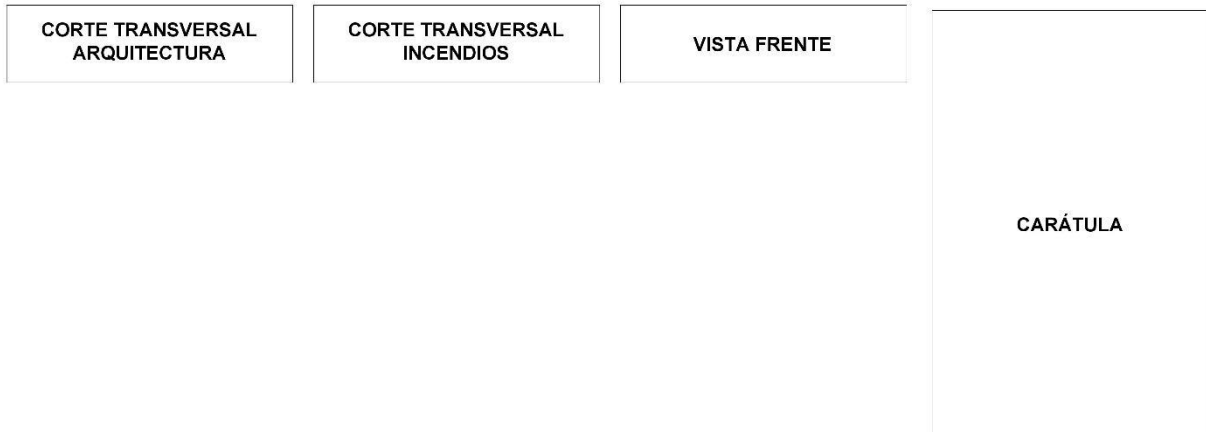 CORTE TRANSVERSAL
ARQUITECTURA
CORTE TRANSVERSAL
INCENDIOS
VISTA FRENTE
CARÁTULA